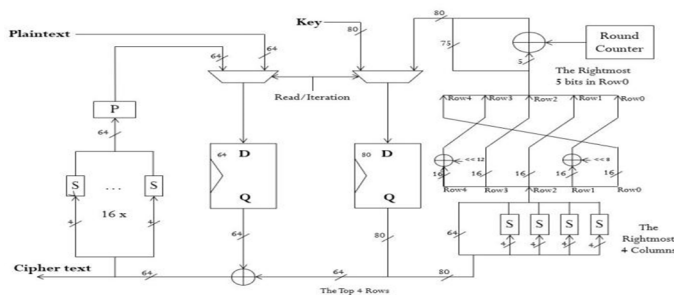 80
Key
80
Plaintext
64
64
75
5
Round
Counter
The Rightmost
5 bits in Row0
Read/Iteration
Row4 Row3 Row2 Row1 Row0
P
64
64 D
80 D
<< 12
<< 8
16 16 16 16 16
Row4 Row3 Row2 Row1 Row0
S ... S
16 x
4 4
Q
Q
64
S S S S
4 4 4 4
The
Rightmost
4 Columns
64
80
Cipher text
64
64
64
80
The Top 4 Rows